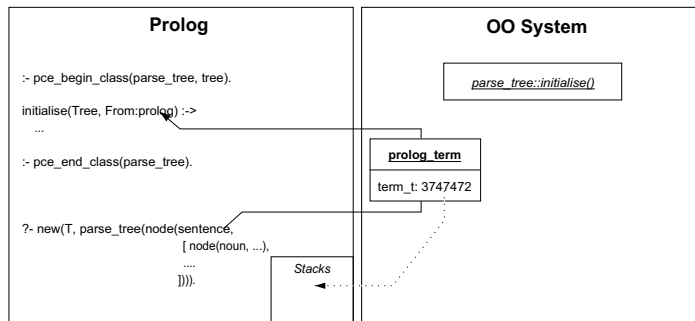 Prolog
:- pce_begin_class(parse_tree, tree).
initialise(Tree, From:prolog) :->
...
:- pce_end_class(parse_tree).
?- new(T, parse_tree(node(sentence,
[ node(noun, ...),
....
]))).
Stacks
OO System
parse_tree::initialise()
prolog_term
term_t: 3747472